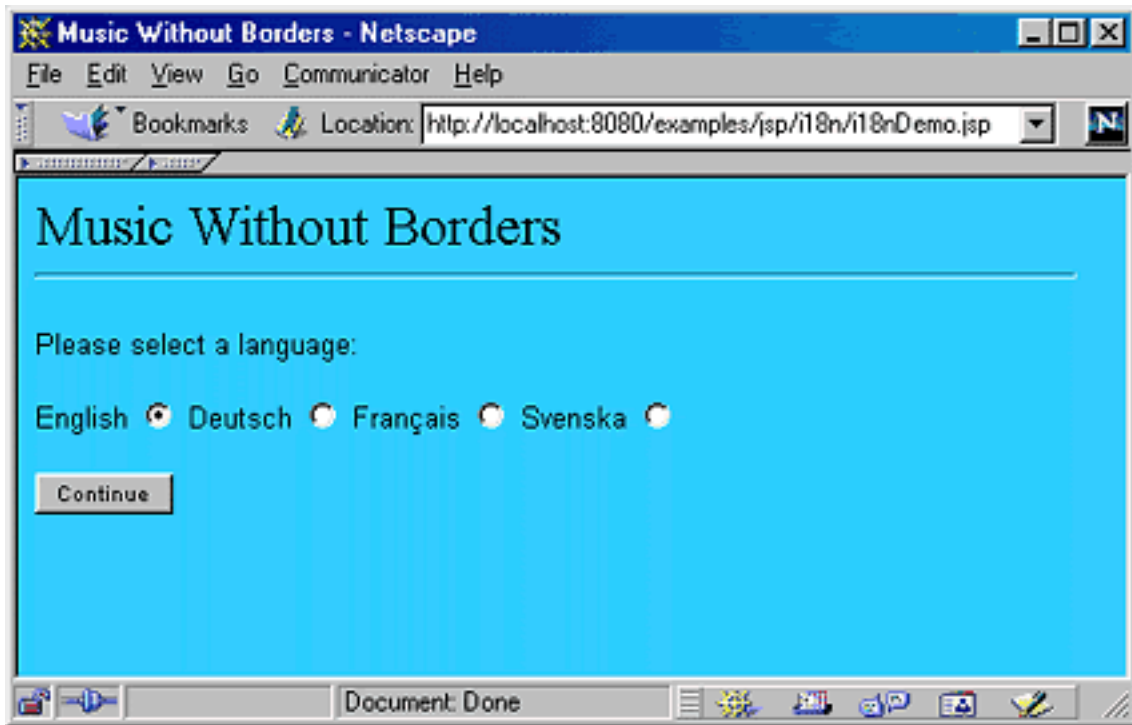 Music Without Borders - Netscape
File Edit View Go Communicator Help
Bookmarks Location: http://localhost:8080/examples/jsp/i18n/i18nDemo.jsp N
Music Without Borders
Please select a language:
English Deutsch Français Svenska
Continue
Document: Done